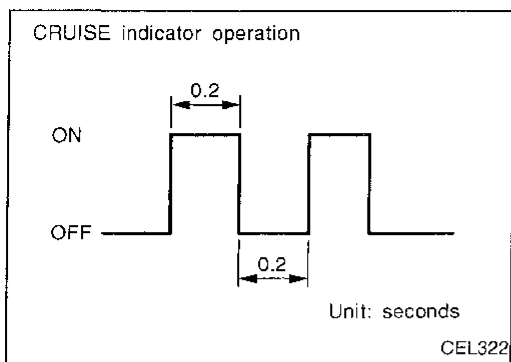 CRUISE indicator operation
0.2
ON
OFF
0.2
Unit: seconds
CEL322